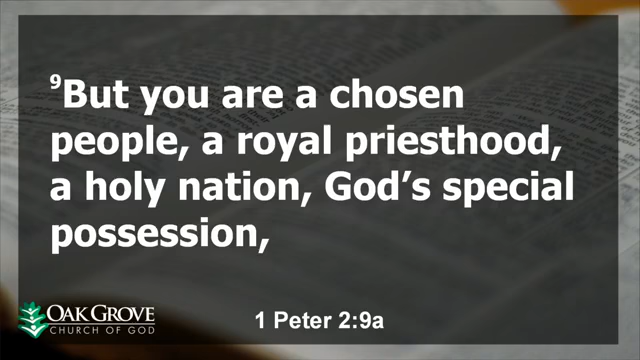 ⁹But you are a chosen
people, a royal priesthood,
a holy nation, God’s special
possession,
OAK GROVE
CHURCH OF GOD
1 Peter 2:9a